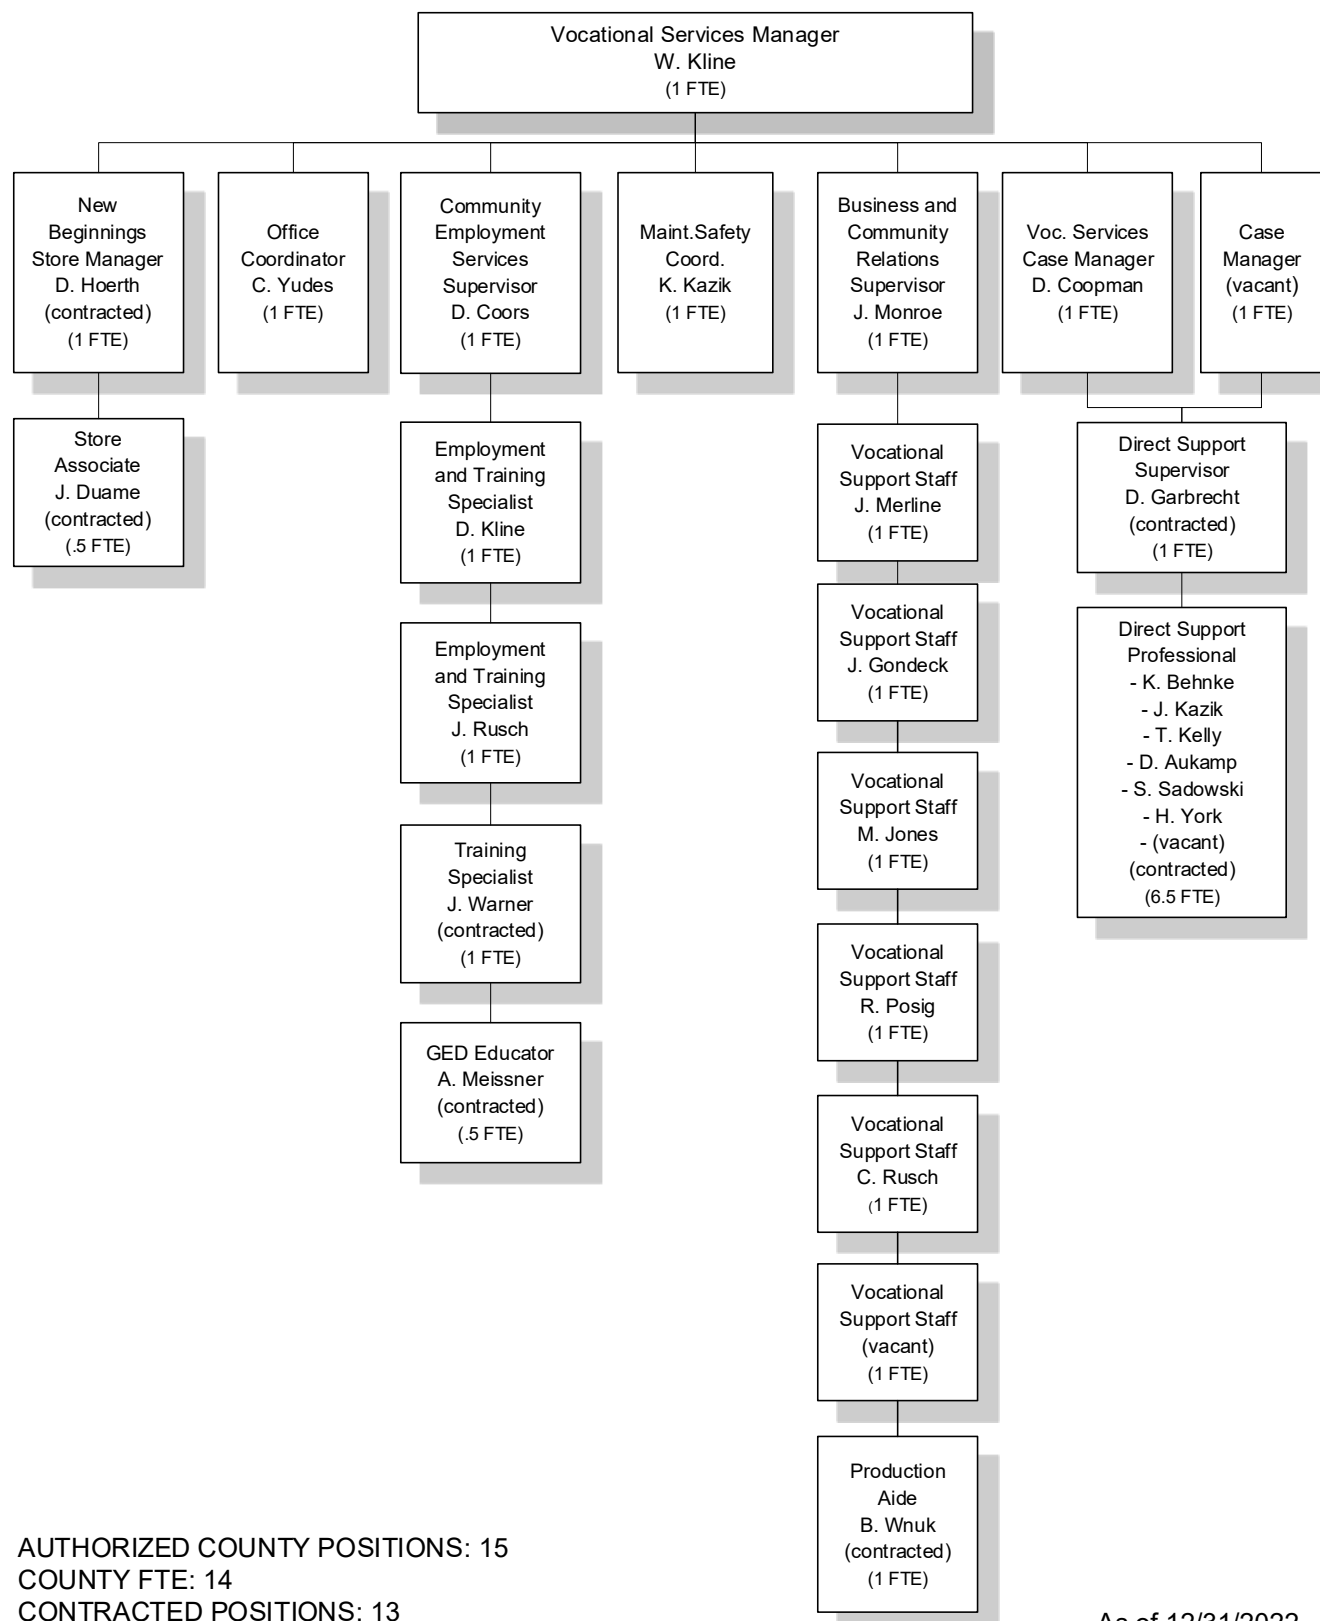 Vocational Services Manager
W. Kline
(1 FTE)
New
Beginnings
Store Manager
D. Hoerth
(contracted)
(1 FTE)
Office
Coordinator
C. Yudes
(1 FTE)
Community
Employment
Services
Supervisor
D. Coors
(1 FTE)
Maint.Safety
Coord.
K. Kazik
(1 FTE)
Business and
Community
Relations
Supervisor
J. Monroe
(1 FTE)
Voc. Services
Case Manager
D. Coopman
(1 FTE)
Case
Manager
(vacant)
(1 FTE)
Store
Associate
J. Duame
(contracted)
(.5 FTE)
Employment
and Training
Specialist
D. Kline
(1 FTE)
Employment
and Training
Specialist
J. Rusch
(1 FTE)
Training
Specialist
J. Warner
(contracted)
(1 FTE)
GED Educator
A. Meissner
(contracted)
(.5 FTE)
Vocational
Support Staff
J. Merline
(1 FTE)
Vocational
Support Staff
J. Gondeck
(1 FTE)
Vocational
Support Staff
M. Jones
(1 FTE)
Vocational
Support Staff
R. Posig
(1 FTE)
Vocational
Support Staff
C. Rusch
(1 FTE)
Vocational
Support Staff
(vacant)
(1 FTE)
Production
Aide
B. Wnuk
(contracted)
(1 FTE)
Direct Support
Supervisor
D. Garbrecht
(contracted)
(1 FTE)
Direct Support
Professional
- K. Behnke
- J. Kazik
- T. Kelly
- D. Aukamp
- S. Sadowski
- H. York
- (vacant)
(contracted)
(6.5 FTE)
AUTHORIZED COUNTY POSITIONS: 15
COUNTY FTE: 14
CONTRACTED POSITIONS: 13
As of 12/31/2022